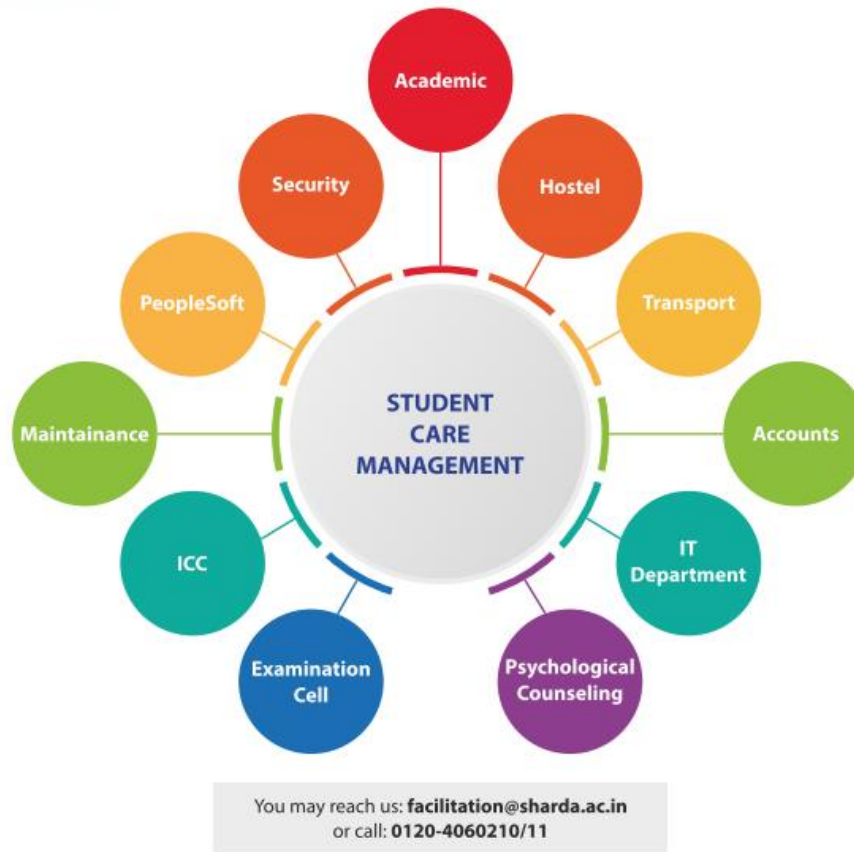 Academic
Security
Hostel
PeopleSoft
Transport
Maintainance
STUDENT
CARE
MANAGEMENT
Accounts
ICC
IT
Department
Examination
Cell
Psychological
Counseling
You may reach us: facilitation@sharda.ac.in
or call: 0120-4060210/11